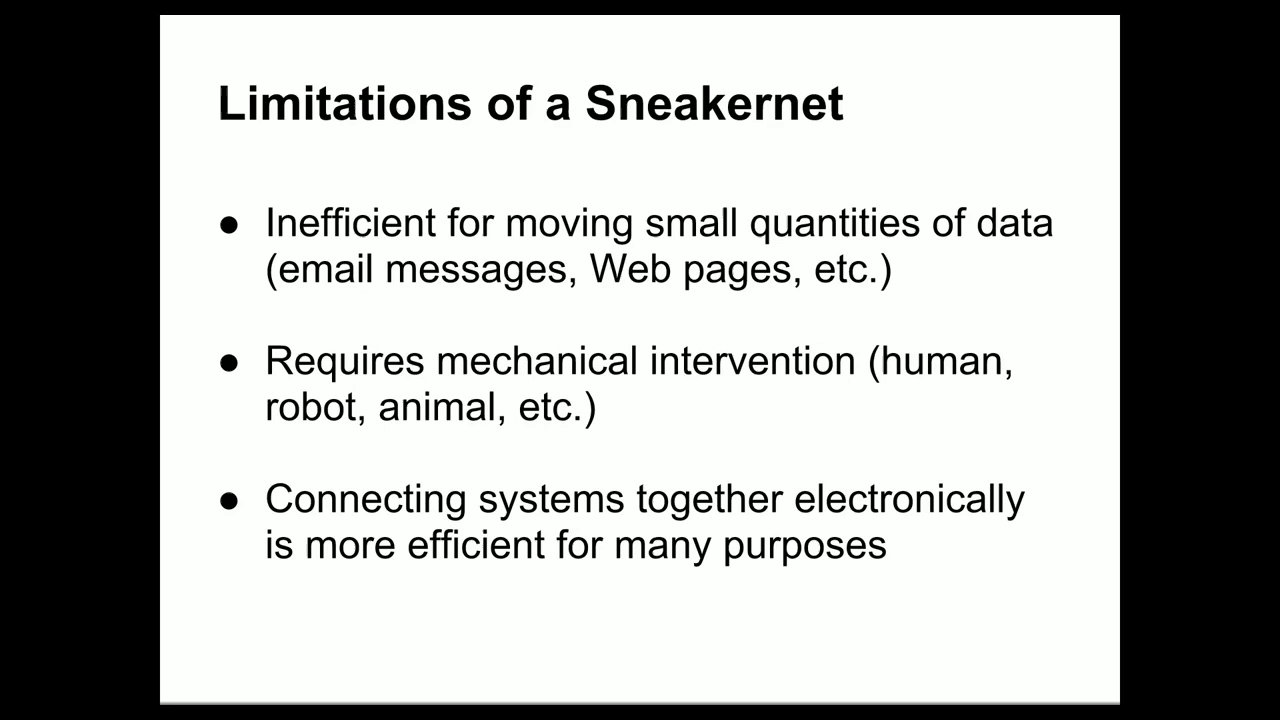 Limitations of a Sneakernet
● Inefficient for moving small quantities of data
(email messages, Web pages, etc.)
● Requires mechanical intervention (human,
robot, animal, etc.)
● Connecting systems together electronically
is more efficient for many purposes